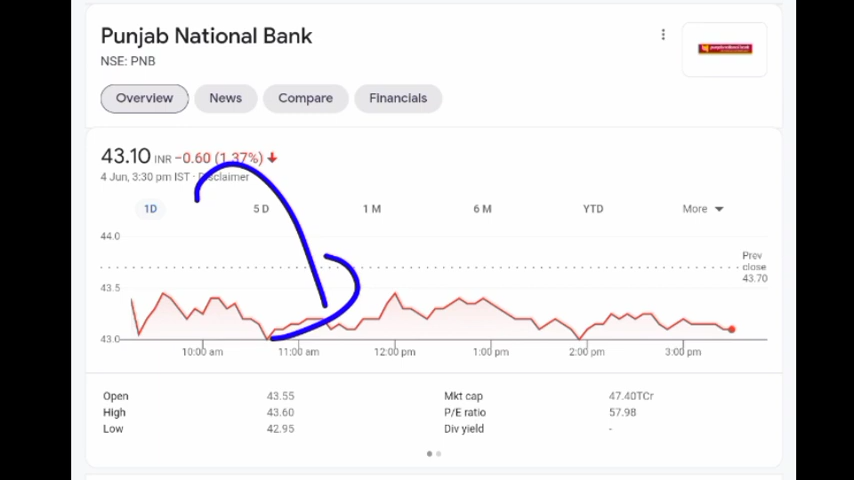 Punjab National Bank
NSE: PNB
Overview News Compare Financials
43.10 INR −0.60 (1.37%)
4 Jun, 3:30 pm IST · Disclaimer
1D 5 D 1 M 6 M YTD More
44.0
Prev
close
43.70
43.5
43.0
10:00 am 11:00 am 12:00 pm 1:00 pm 2:00 pm 3:00 pm
Open 43.55 Mkt cap 47.40TCr
High 43.60 P/E ratio 57.98
Low 42.95 Div yield -